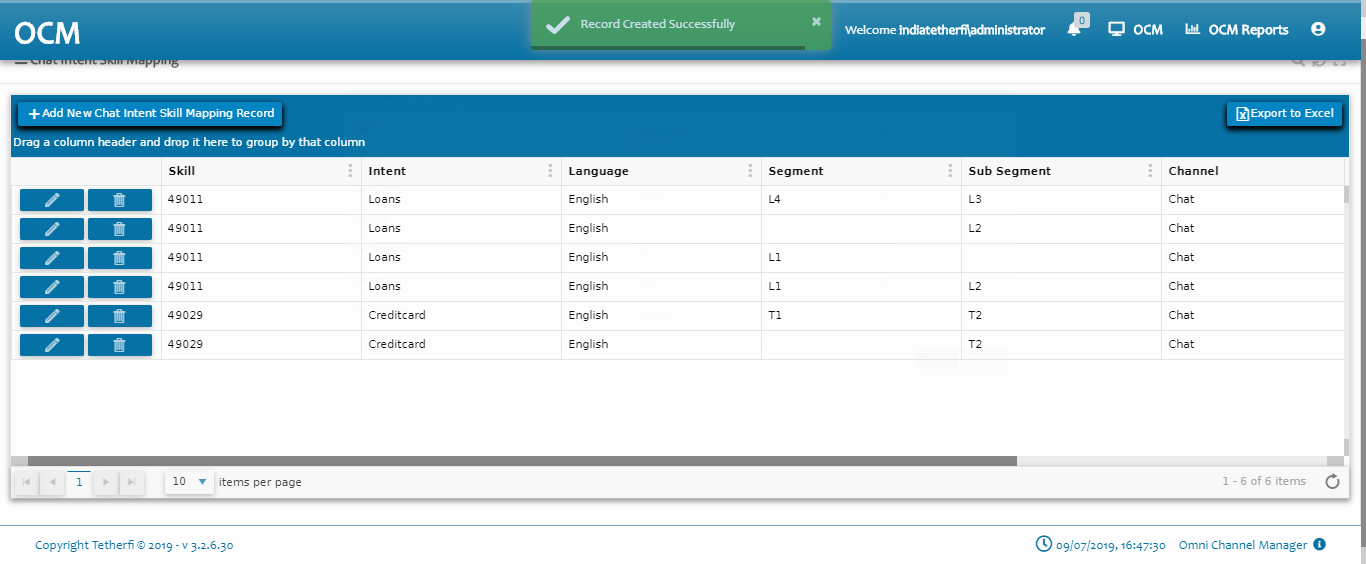 OCM
Record Created Successfully
Welcome indiatetherfi\administrator
0
OCM
OCM Reports
Chat Intent Skill Mapping
Add New Chat Intent Skill Mapping Record
Export to Excel
Drag a column header and drop it here to group by that column
Skill Intent Language Segment Sub Segment Channel
49011 Loans English L4 L3 Chat
49011 Loans English L2 Chat
49011 Loans English L1 Chat
49011 Loans English L1 L2 Chat
49029 Creditcard English T1 T2 Chat
49029 Creditcard English T2 Chat
1 10 items per page 1 - 6 of 6 items
Copyright Tetherfi © 2019 - v 3.2.6.30 09/07/2019, 16:47:30 Omni Channel Manager